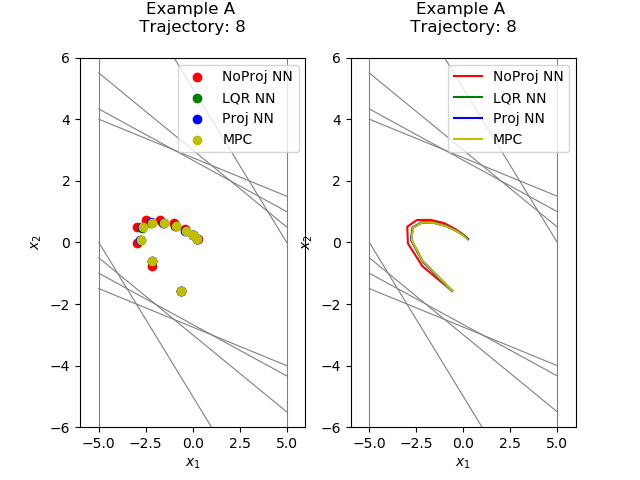 Example A
Trajectory: 8
6
4
2
0
−2
−4
−6
x2
−5.0 −2.5 0.0 2.5 5.0
x1
NoProj NN
LQR NN
Proj NN
MPC
Example A
Trajectory: 8
6
4
2
0
−2
−4
−6
x2
−5.0 −2.5 0.0 2.5 5.0
x1
NoProj NN
LQR NN
Proj NN
MPC